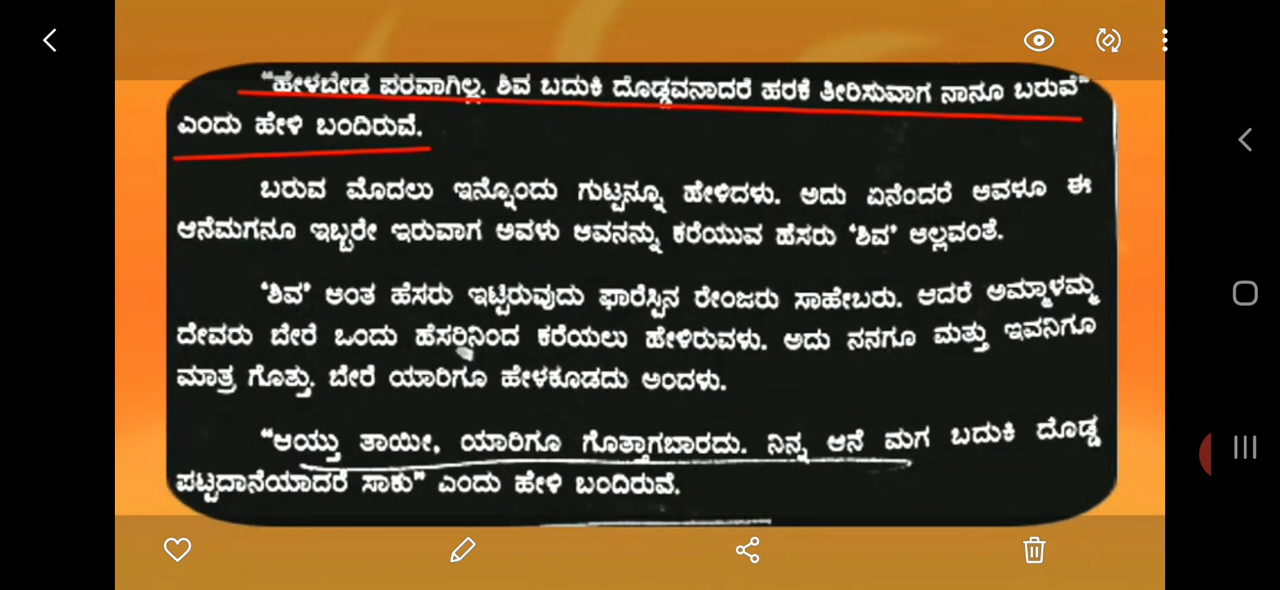 “ಹೇಳಬೇಡ ಪರವಾಗಿಲ್ಲ. ಶಿವ ಬದುಕಿ ದೊಡ್ಡವನಾದರೆ ಹರಕೆ ತೀರಿಸುವಾಗ ನಾನೂ ಬರುವೆ”
ಎಂದು ಹೇಳಿ ಬಂದಿರುವೆ.
ಬರುವ ಮೊದಲು ಇನ್ನೊಂದು ಗುಟ್ಟನ್ನೂ ಹೇಳಿದಳು. ಅದು ಏನೆಂದರೆ ಆವಳೂ ಈ
ಆನೆಮಗನೂ ಇಬ್ಬರೇ ಇರುವಾಗ ಅವಳು ಆವನನ್ನು ಕರೆಯುವ ಹೆಸರು ‘ಶಿವ’ ಅಲ್ಲವಂತೆ.
‘ಶಿವ’ ಅಂತ ಹೆಸರು ಇಟ್ಟಿರುವುದು ಫಾರೆಸ್ಟಿನ ರೇಂಜರು ಸಾಹೇಬರು. ಆದರೆ ಅಮ್ಮಾಳಮ್ಮ
ದೇವರು ಬೇರೆ ಒಂದು ಹೆಸರಿನಿಂದ ಕರೆಯಲು ಹೇಳಿರುವಳು. ಅದು ನನಗೂ ಮತ್ತು ಇವನಿಗೂ
ಮಾತ್ರ ಗೊತ್ತು. ಬೇರೆ ಯಾರಿಗೂ ಹೇಳಕೂಡದು ಅಂದಳು.
“ಆಯ್ತು ತಾಯೀ, ಯಾರಿಗೂ ಗೊತ್ತಾಗಬಾರದು. ನಿನ್ನ ಆನೆ ಮಗ ಬದುಕಿ ದೊಡ್ಡ
ಪಟ್ಟದಾನೆಯಾದರೆ ಸಾಕು” ಎಂದು ಹೇಳಿ ಬಂದಿರುವೆ.